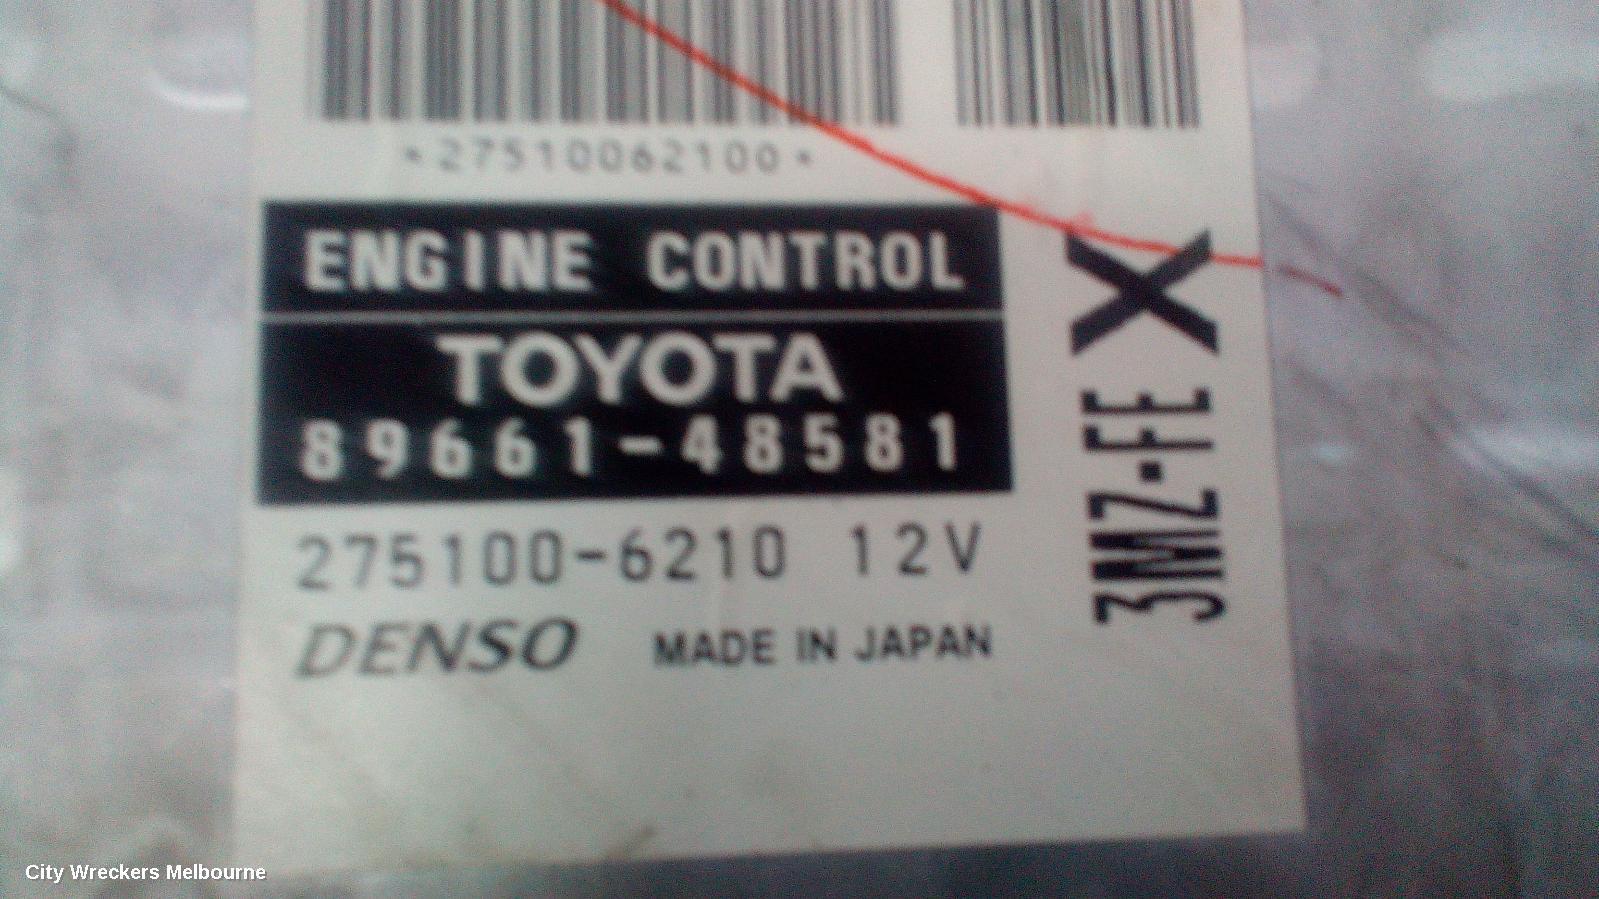 *27510062100*
ENGINE CONTROL
TOYOTA
89661-48581
275100-6210 12V
DENSO MADE IN JAPAN
3MZ-FE X
City Wreckers Melbourne